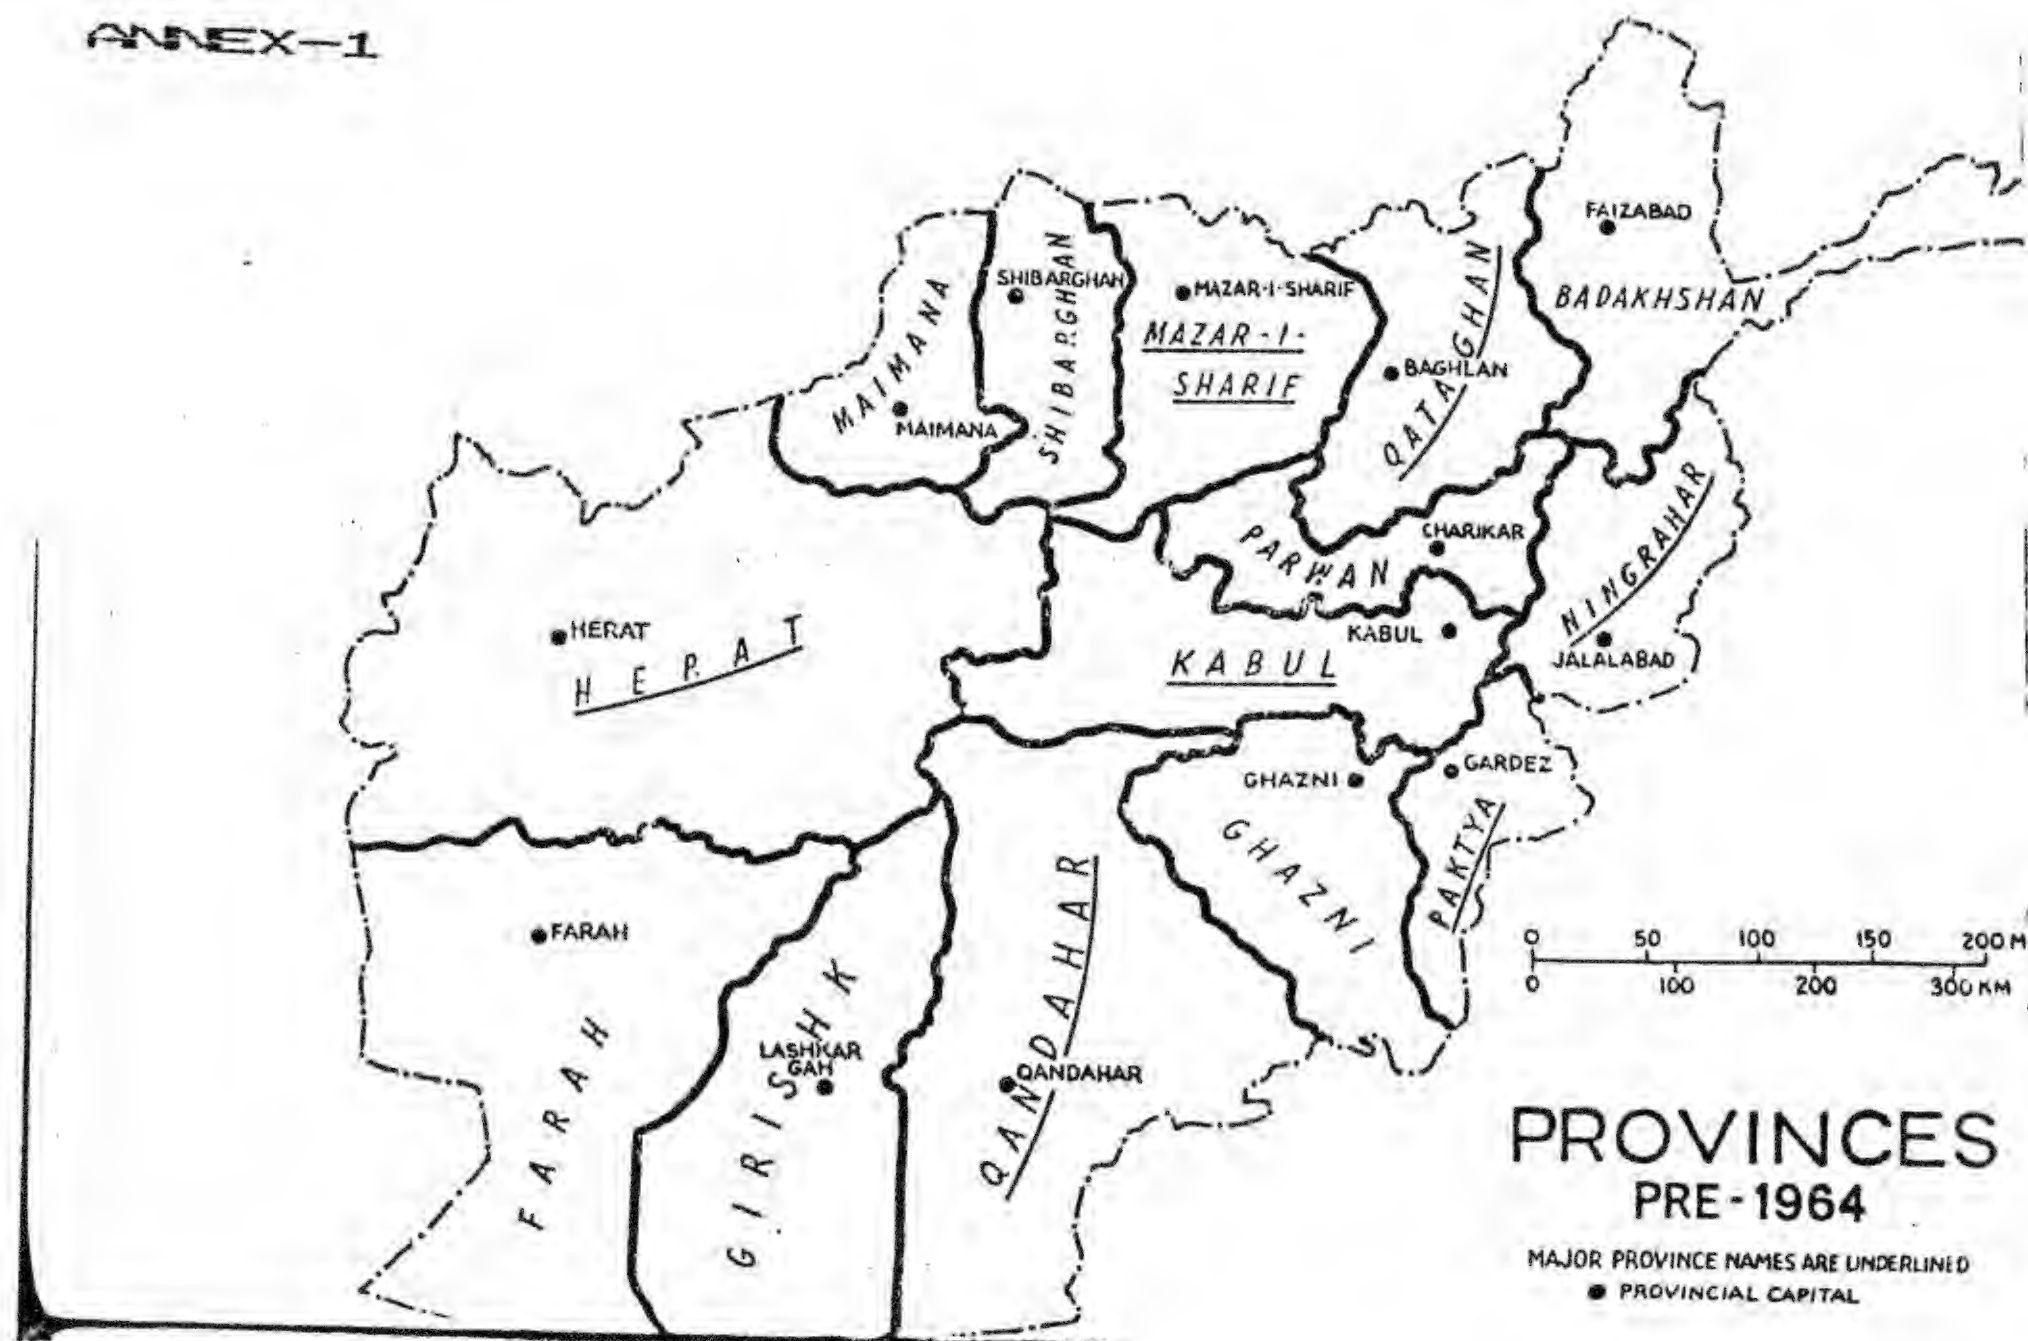 ANNEX-1
FAIZABAD
BADAKHSHAN
SHIBARGHAN
SHIBARGHAN
MAZAR-I-SHARIF
MAZAR-I-
SHARIF
QATAGHAN
BAGHLAN
MAIMANA
MAIMANA
CHARIKAR
PARWAN
NINGRAHAR
JALALABAD
HERAT
HERAT
KABUL
KABUL
GHAZNI
GHAZNI
GARDEZ
PAKTYA
FARAH
FARAH
LASHKAR
GAH
GIRISHK
QANDAHAR
QANDAHAR
0 50 100 150 200 M
0 100 200 300 KM
PROVINCES
PRE-1964
MAJOR PROVINCE NAMES ARE UNDERLINED
PROVINCIAL CAPITAL